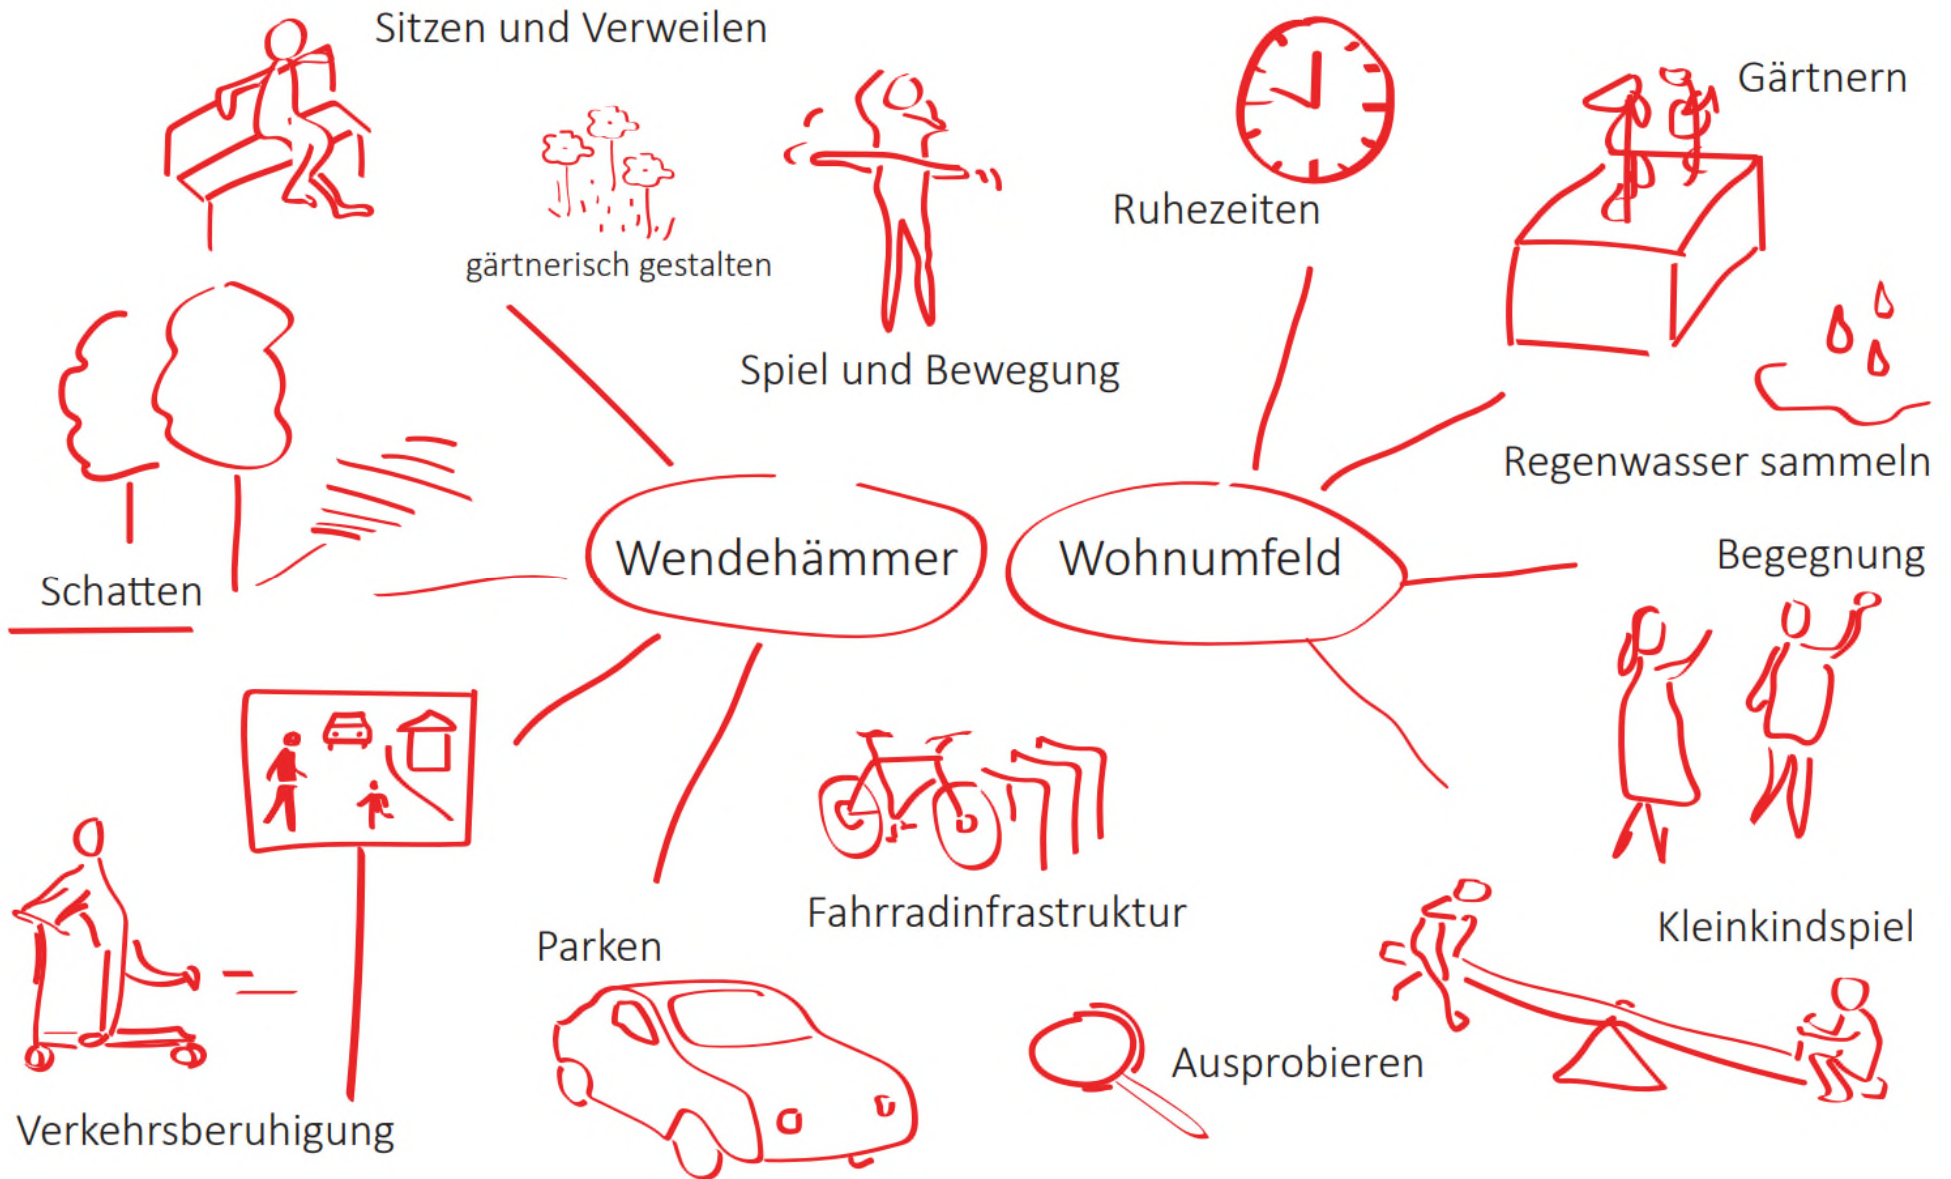 Sitzen und Verweilen
Gärtnern
Ruhezeiten
gärtnerisch gestalten
Spiel und Bewegung
Regenwasser sammeln
Wendehämmer
Wohnumfeld
Begegnung
Schatten
Fahrradinfrastruktur
Kleinkindspiel
Parken
Ausprobieren
Verkehrsberuhigung